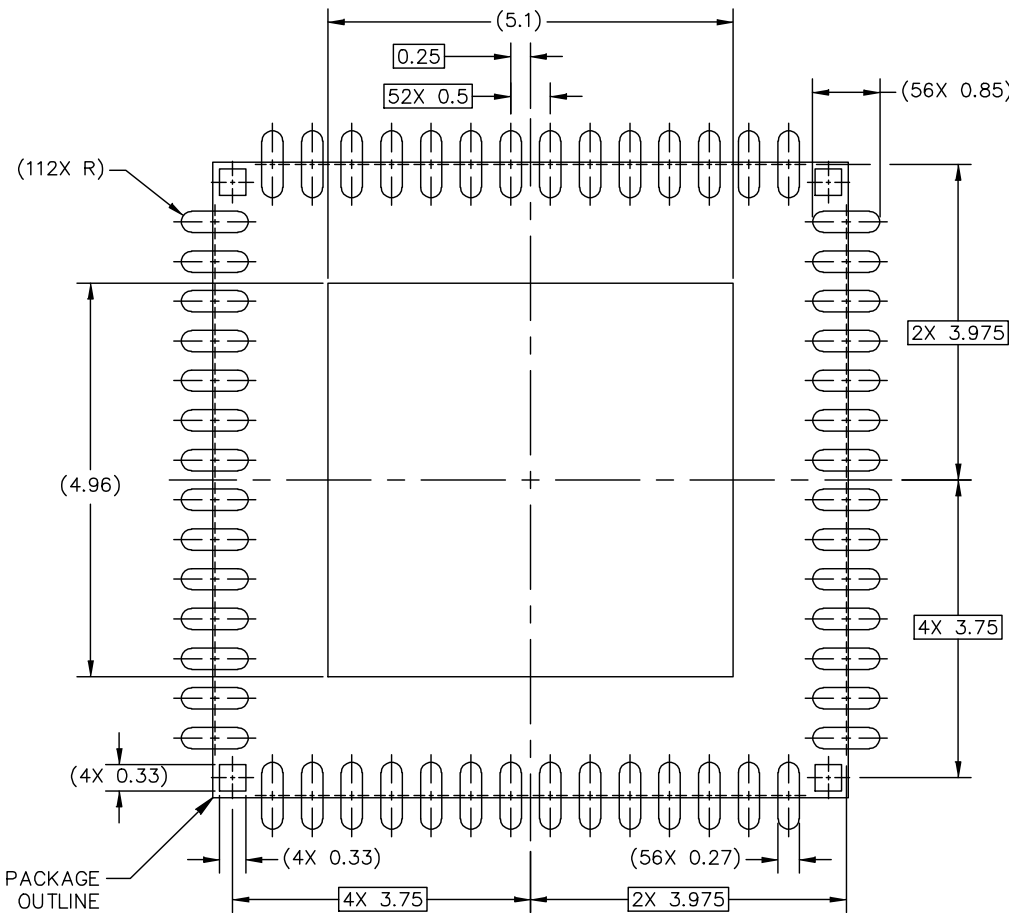 (5.1)
0.25
52X 0.5
(56X 0.85)
(112X R)
2X 3.975
(4.96)
4X 3.75
(4X 0.33)
(4X 0.33)
(56X 0.27)
PACKAGE
OUTLINE
4X 3.75
2X 3.975